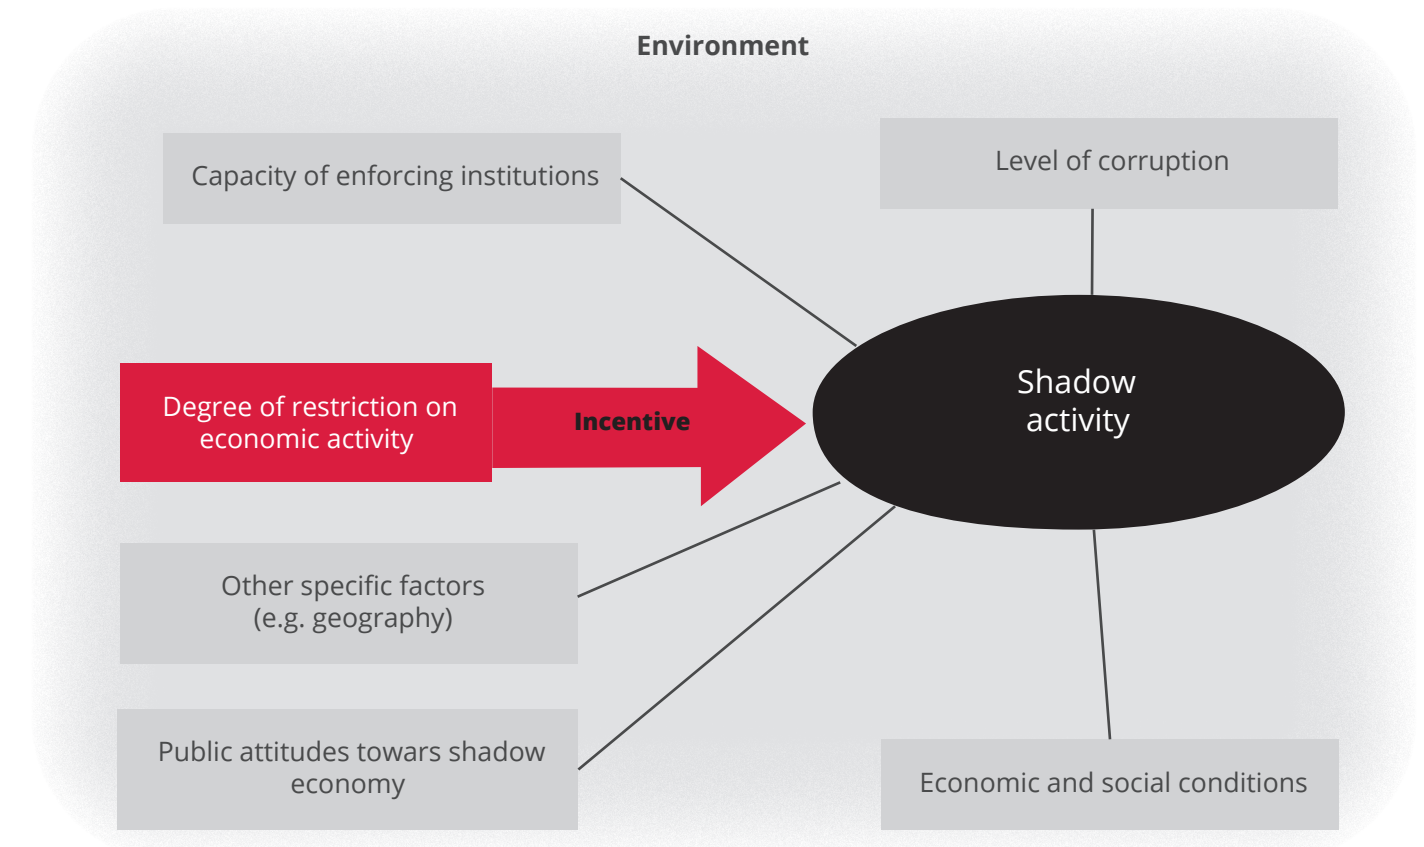 Environment
Capacity of enforcing institutions
Level of corruption
Degree of restriction on
economic activity
Incentive
Shadow
activity
Other specific factors
(e.g. geography)
Public attitudes towars shadow
economy
Economic and social conditions